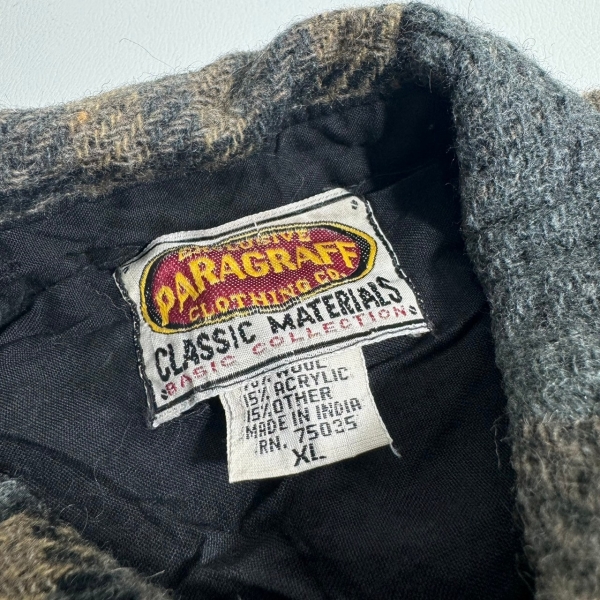 EXCLUSIVE
PARAGRAFF
CLOTHING CO.
CLASSIC MATERIALS
BASIC COLLECTION
WOOL
15% ACRYLIC
15% OTHER
MADE IN INDIA
RN. 75035
XL